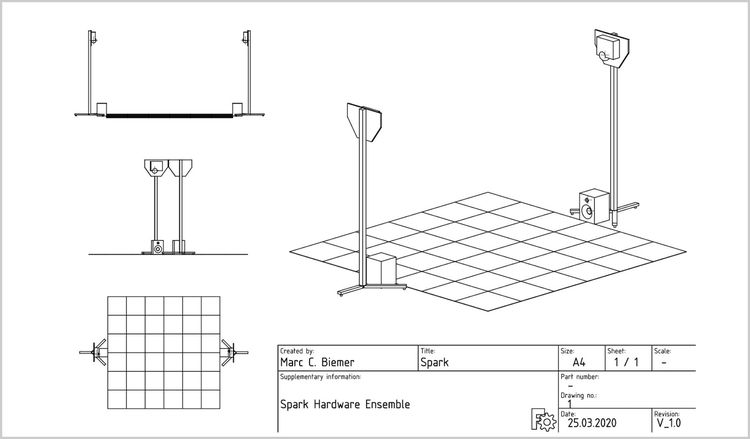 Created by:
Marc C. Biemer
Title:
Spark
Size:
A4
Sheet:
1 / 1
Scale:
-
Supplementary information:
Spark Hardware Ensemble
Part number:
-
Drawing no.:
1
Date:
25.03.2020
Revision:
V_1.0